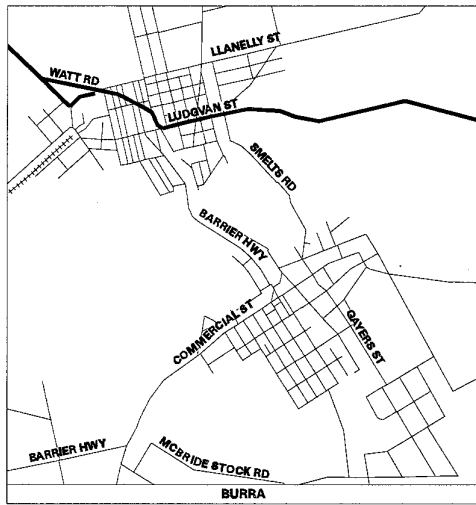 LLANELLY ST
WATT RD
LUDGVAN ST
SMELTS RD
BARRIER HWY
COMMERCIAL ST
GAYERS ST
BARRIER HWY
MCBRIDE STOCK RD
BURRA